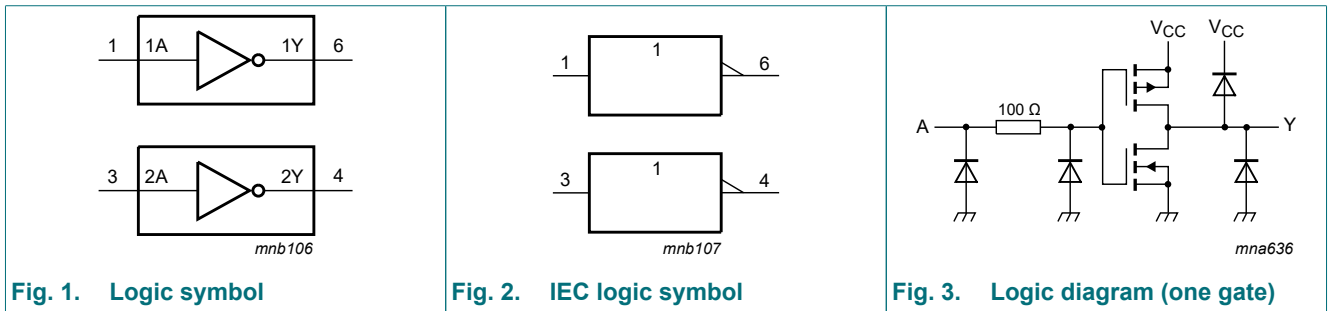 1 1A 1Y 6
3 2A 2Y 4
mnb106
Fig. 1. Logic symbol
1
1 6
1
3 4
mnb107
Fig. 2. IEC logic symbol
VCC VCC
100 Ω
A Y
mna636
Fig. 3. Logic diagram (one gate)